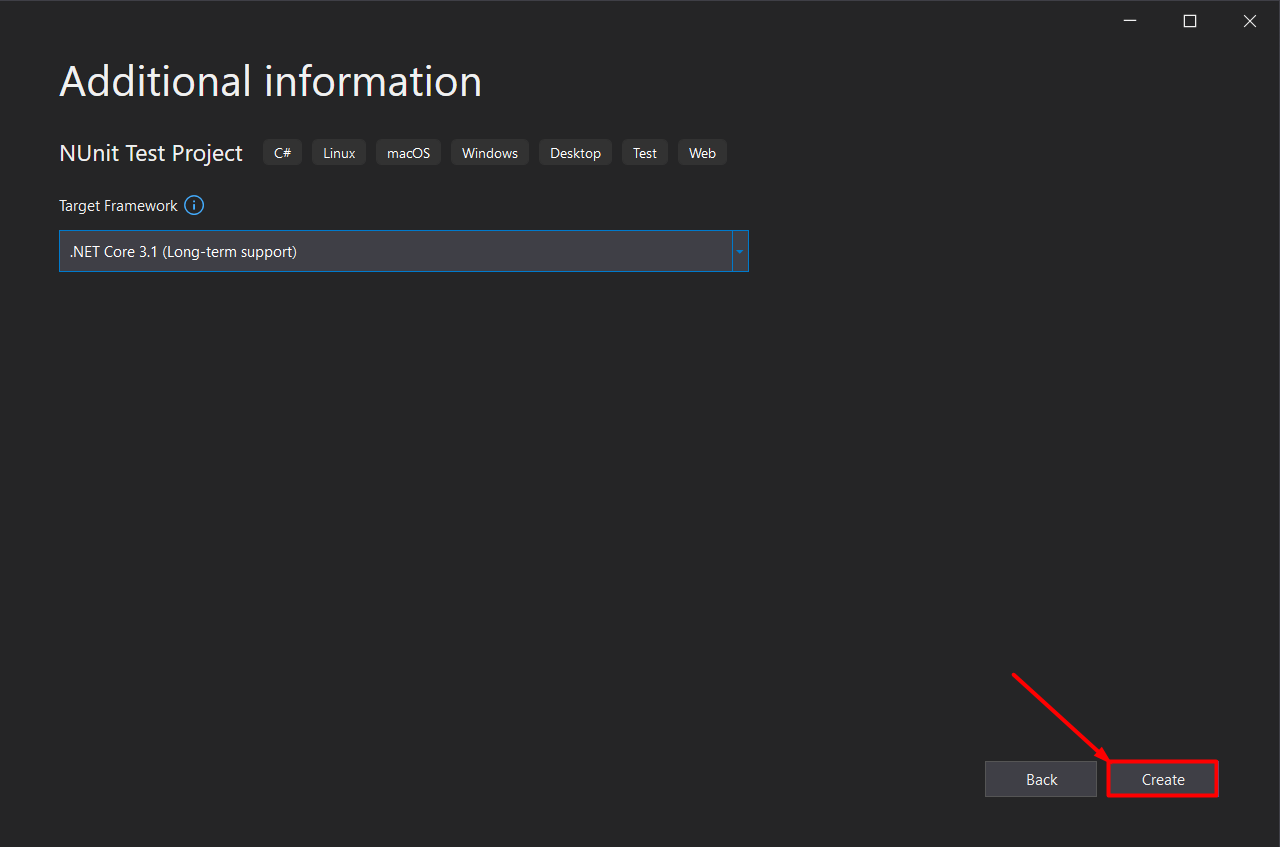 Additional information
NUnit Test Project C# Linux macOS Windows Desktop Test Web
Target Framework
.NET Core 3.1 (Long-term support)
Back Create